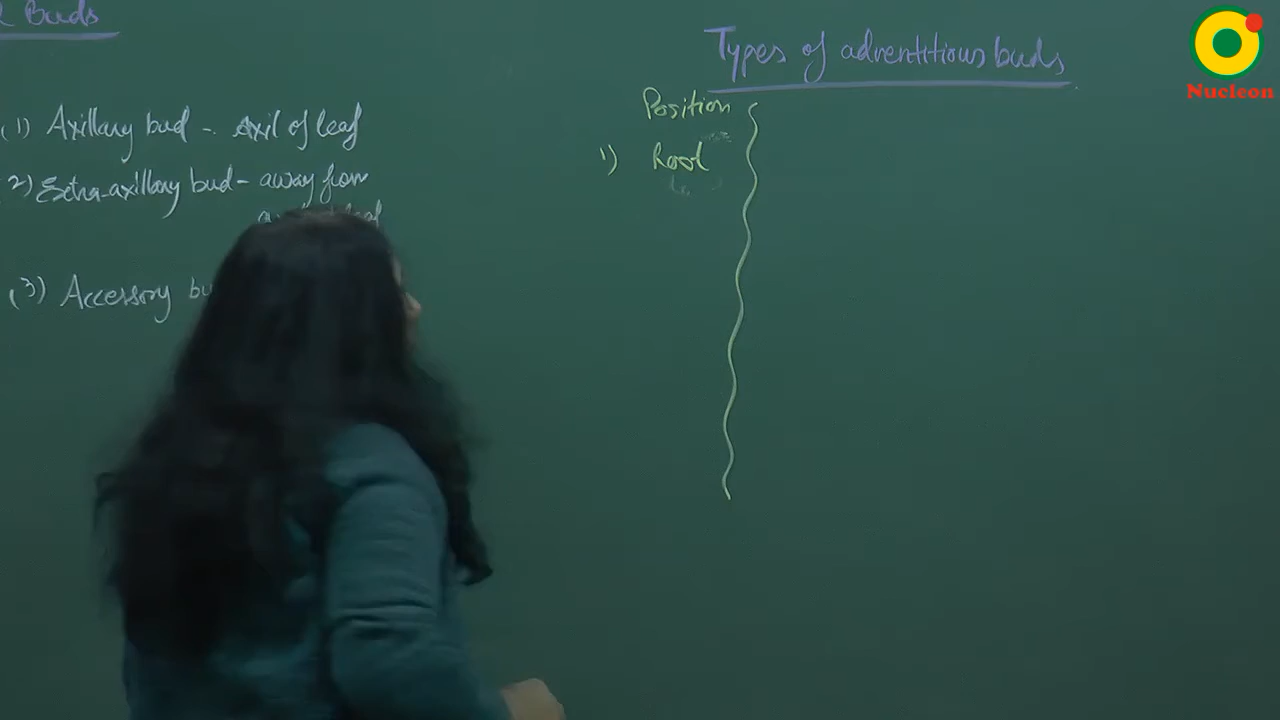 Buds
(1) Axillary bud - Axil of leaf
2) Extra-axillary bud - away from
(3) Accessory bu
Types of adventitious buds
Position
1) Root
Nucleon